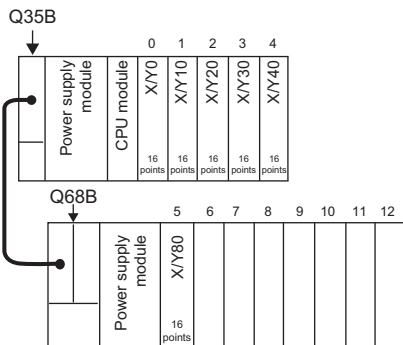 Q35B
0 1 2 3 4
Power supply
module
CPU module
X/Y0
X/Y10
X/Y20
X/Y30
X/Y40
16
points
16
points
16
points
16
points
16
points
Q68B
5 6 7 8 9 10 11 12
Power supply
module
X/Y80
16
points